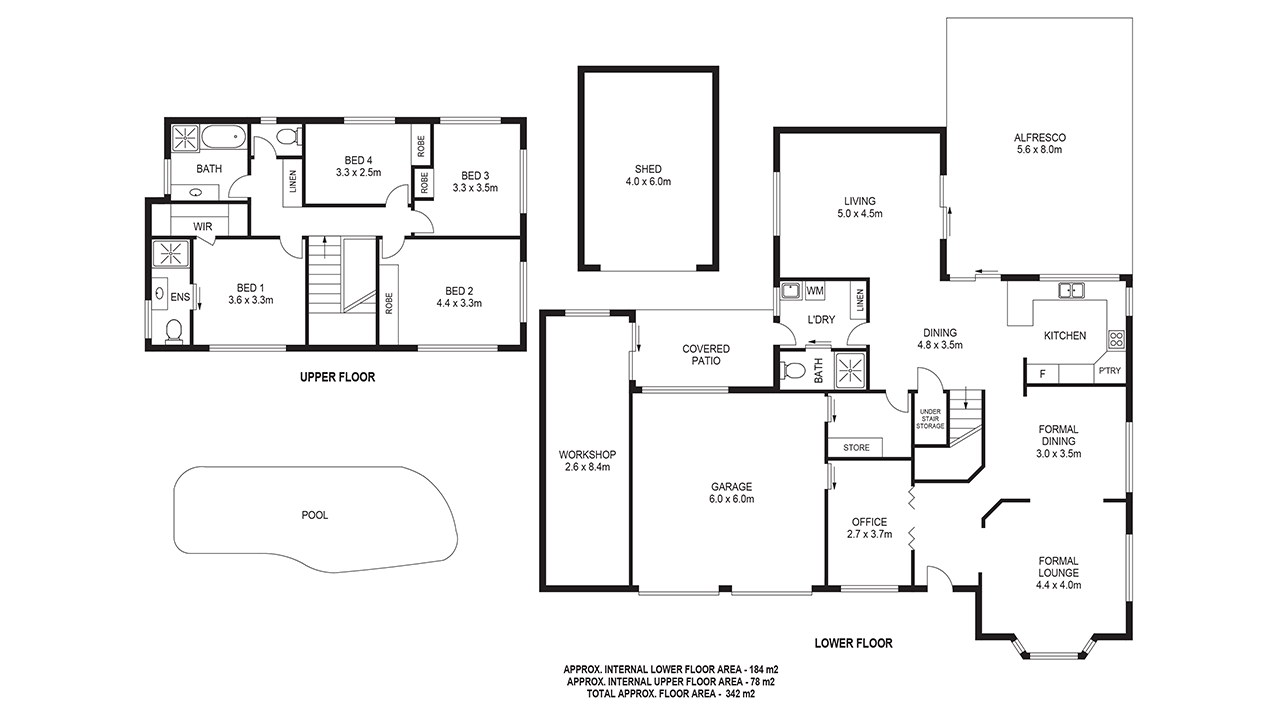 BATH
BED 4
3.3 x 2.5m
ROBE
ROBE
LINEN
BED 3
3.3 x 3.5m
WIR
ENS
BED 1
3.6 x 3.3m
ROBE
BED 2
4.4 x 3.3m
UPPER FLOOR
POOL
SHED
4.0 x 6.0m
ALFRESCO
5.6 x 8.0m
LIVING
5.0 x 4.5m
WM
LINEN
L'DRY
BATH
COVERED
PATIO
DINING
4.8 x 3.5m
KITCHEN
F
P'TRY
UNDER
STAIR
STORAGE
FORMAL
DINING
3.0 x 3.5m
STORE
WORKSHOP
2.6 x 8.4m
GARAGE
6.0 x 6.0m
OFFICE
2.7 x 3.7m
FORMAL
LOUNGE
4.4 x 4.0m
LOWER FLOOR
APPROX. INTERNAL LOWER FLOOR AREA - 184 m2
APPROX. INTERNAL UPPER FLOOR AREA - 78 m2
TOTAL APPROX. FLOOR AREA - 342 m2